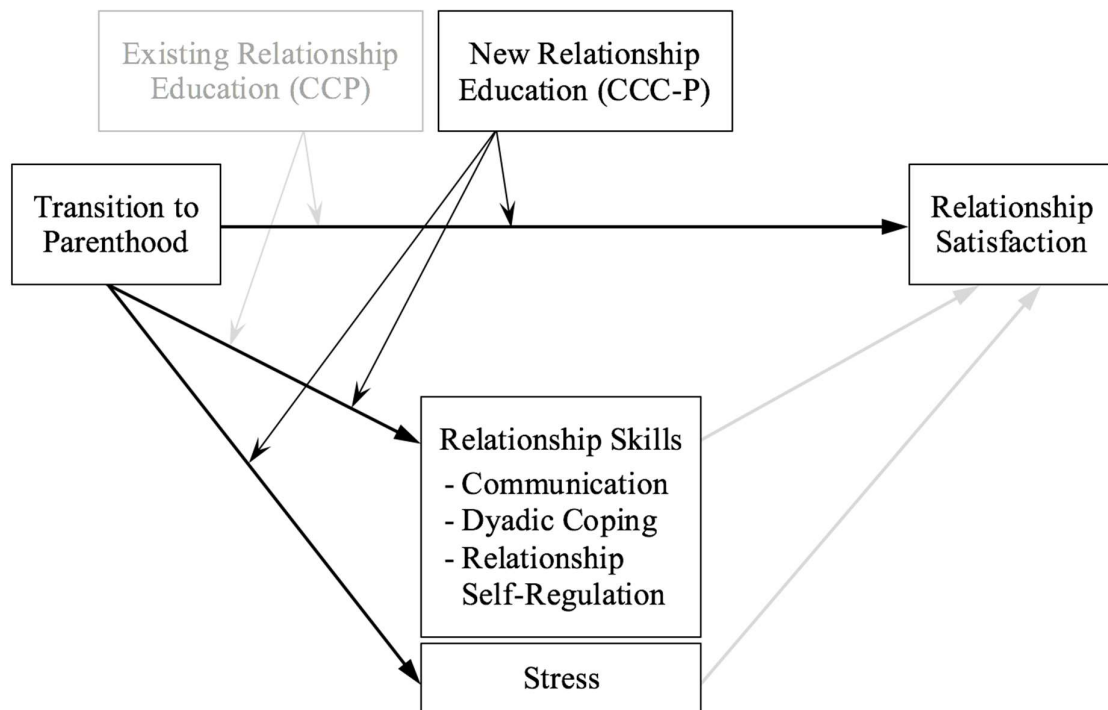 Existing Relationship
Education (CCP)
New Relationship
Education (CCC-P)
Transition to
Parenthood
Relationship
Satisfaction
Relationship Skills
- Communication
- Dyadic Coping
- Relationship
Self-Regulation
Stress